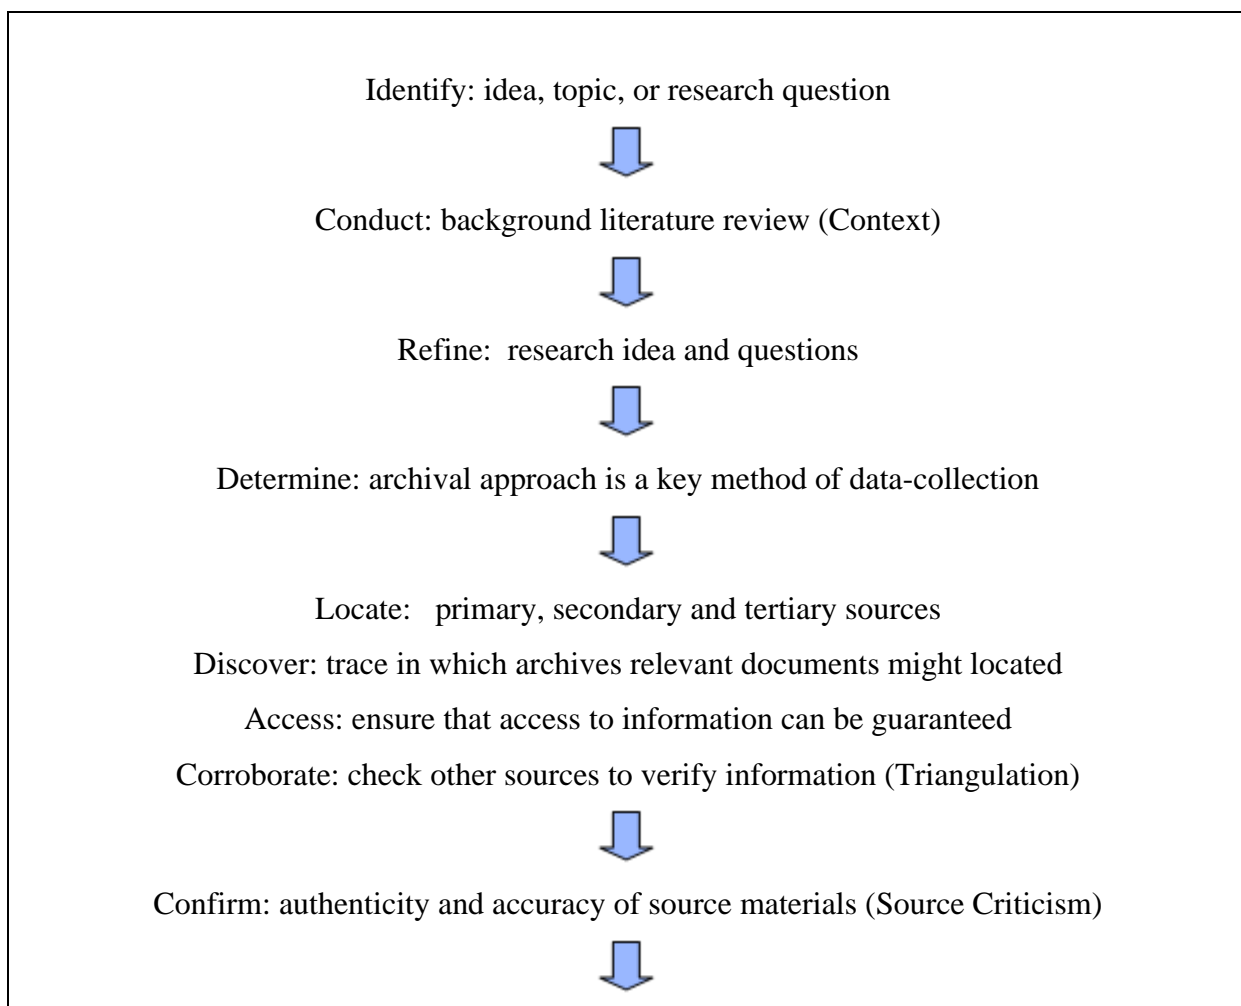 Identify: idea, topic, or research question
Conduct: background literature review (Context)
Refine:  research idea and questions
Determine: archival approach is a key method of data-collection
Locate:   primary, secondary and tertiary sources
Discover: trace in which archives relevant documents might located
Access: ensure that access to information can be guaranteed
Corroborate: check other sources to verify information (Triangulation)
Confirm: authenticity and accuracy of source materials (Source Criticism)